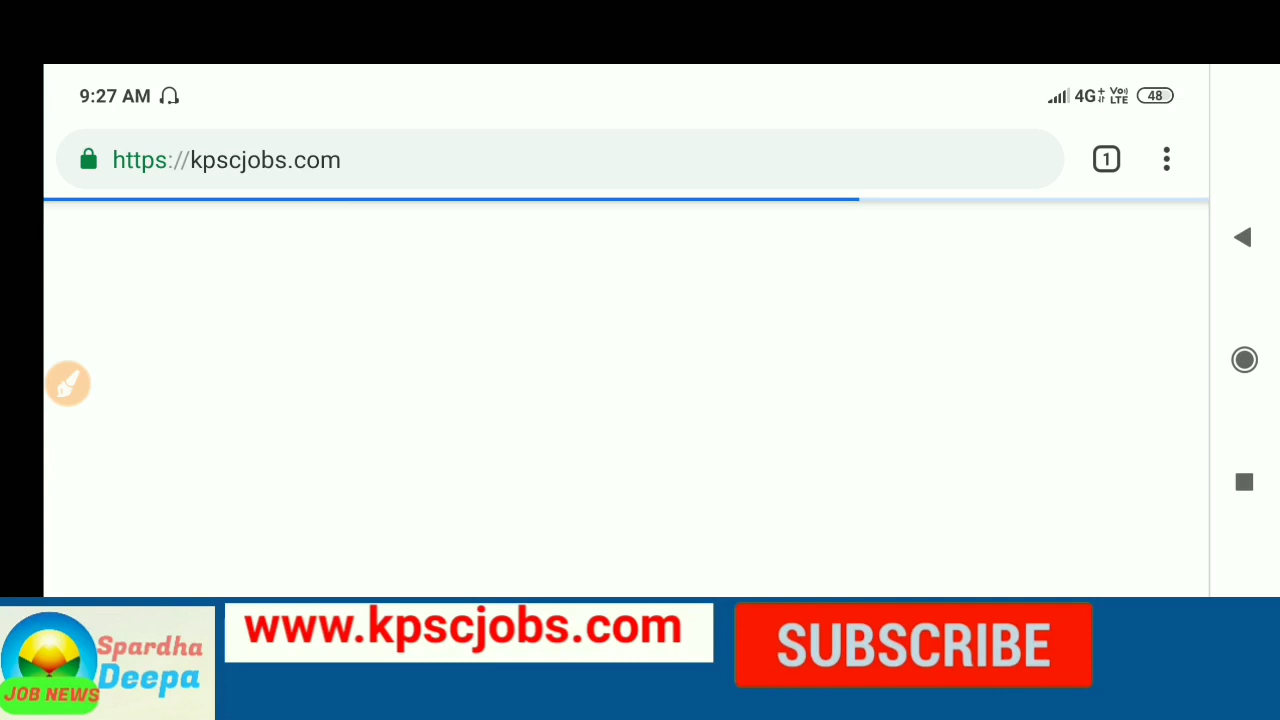 9:27 AM
4G+ Vo) LTE 48
https://kpscjobs.com
1
Spardha
Deepa
JOB NEWS
www.kpscjobs.com
SUBSCRIBE